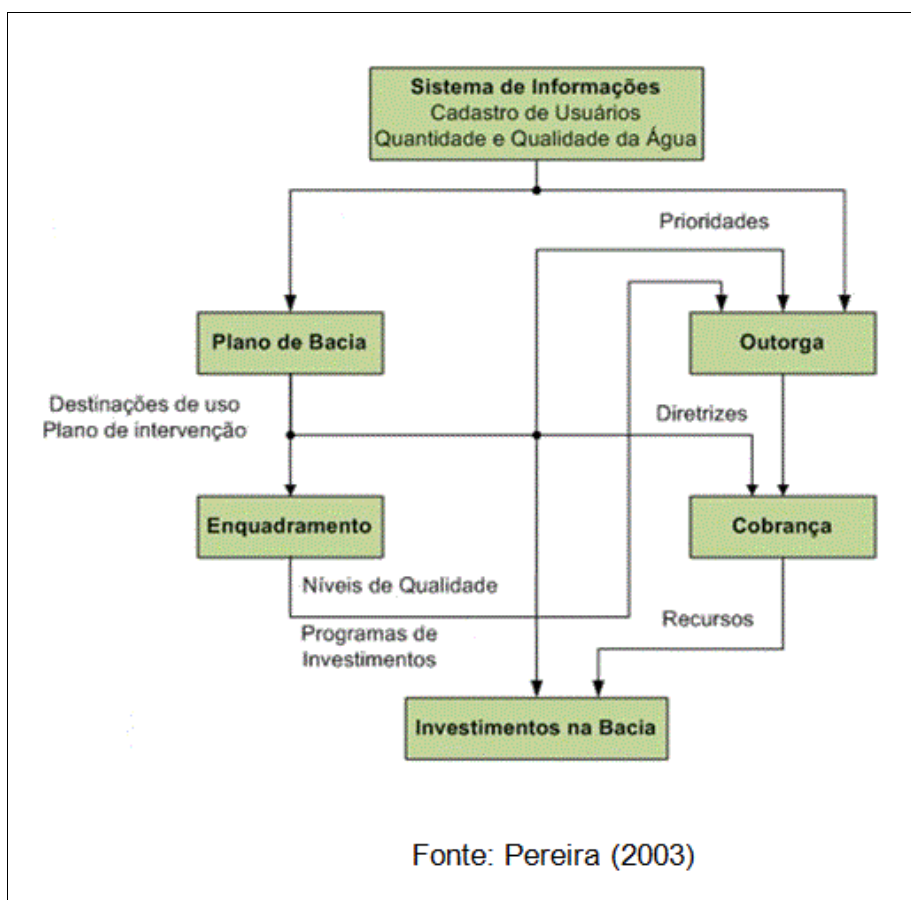 Sistema de Informações
Cadastro de Usuários
Quantidade e Qualidade da Água
Prioridades
Plano de Bacia
Outorga
Destinações de uso
Plano de intervenção
Diretrizes
Enquadramento
Cobrança
Níveis de Qualidade
Programas de
Investimentos
Recursos
Investimentos na Bacia
Fonte: Pereira (2003)